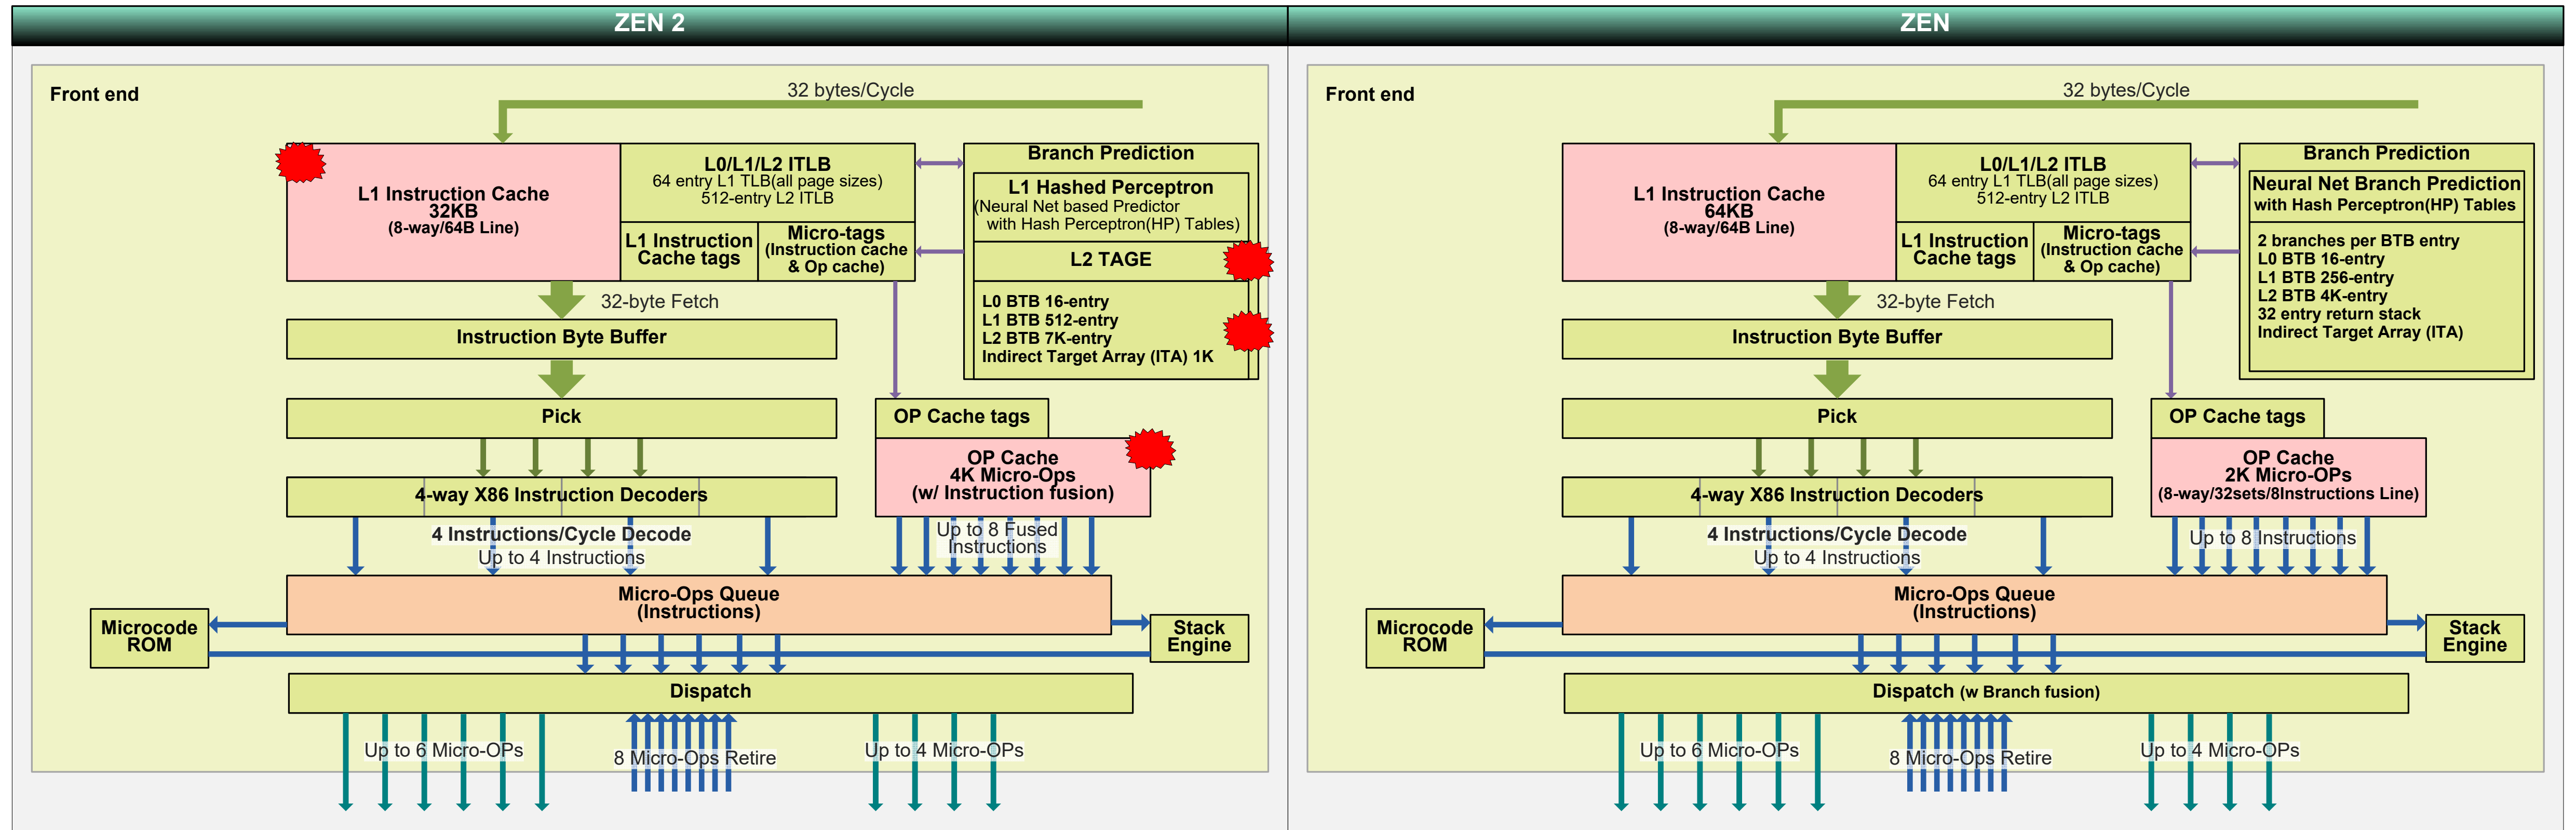 ZEN 2
Front end
32 bytes/Cycle
L1 Instruction Cache
32KB
(8-way/64B Line)
L0/L1/L2 ITLB
64 entry L1 TLB(all page sizes)
512-entry L2 ITLB
L1 Instruction
Cache tags
Micro-tags
(Instruction cache
& Op cache)
Branch Prediction
L1 Hashed Perceptron
(Neural Net based Predictor
with Hash Perceptron(HP) Tables)
L2 TAGE
L0 BTB 16-entry
L1 BTB 512-entry
L2 BTB 7K-entry
Indirect Target Array (ITA) 1K
32-byte Fetch
Instruction Byte Buffer
Pick
OP Cache tags
OP Cache
4K Micro-Ops
(w/ Instruction fusion)
4-way X86 Instruction Decoders
4 Instructions/Cycle Decode
Up to 4 Instructions
Up to 8 Fused
Instructions
Micro-Ops Queue
(Instructions)
Microcode
ROM
Stack
Engine
Dispatch
Up to 6 Micro-OPs
8 Micro-Ops Retire
Up to 4 Micro-OPs
ZEN
Front end
32 bytes/Cycle
L1 Instruction Cache
64KB
(8-way/64B Line)
L0/L1/L2 ITLB
64 entry L1 TLB(all page sizes)
512-entry L2 ITLB
L1 Instruction
Cache tags
Micro-tags
(Instruction cache
& Op cache)
Branch Prediction
Neural Net Branch Prediction
with Hash Perceptron(HP) Tables
2 branches per BTB entry
L0 BTB 16-entry
L1 BTB 256-entry
L2 BTB 4K-entry
32 entry return stack
Indirect Target Array (ITA)
32-byte Fetch
Instruction Byte Buffer
Pick
OP Cache tags
OP Cache
2K Micro-OPs
(8-way/32sets/8Instructions Line)
4-way X86 Instruction Decoders
4 Instructions/Cycle Decode
Up to 4 Instructions
Up to 8 Instructions
Micro-Ops Queue
(Instructions)
Microcode
ROM
Stack
Engine
Dispatch (w Branch fusion)
Up to 6 Micro-OPs
8 Micro-Ops Retire
Up to 4 Micro-OPs